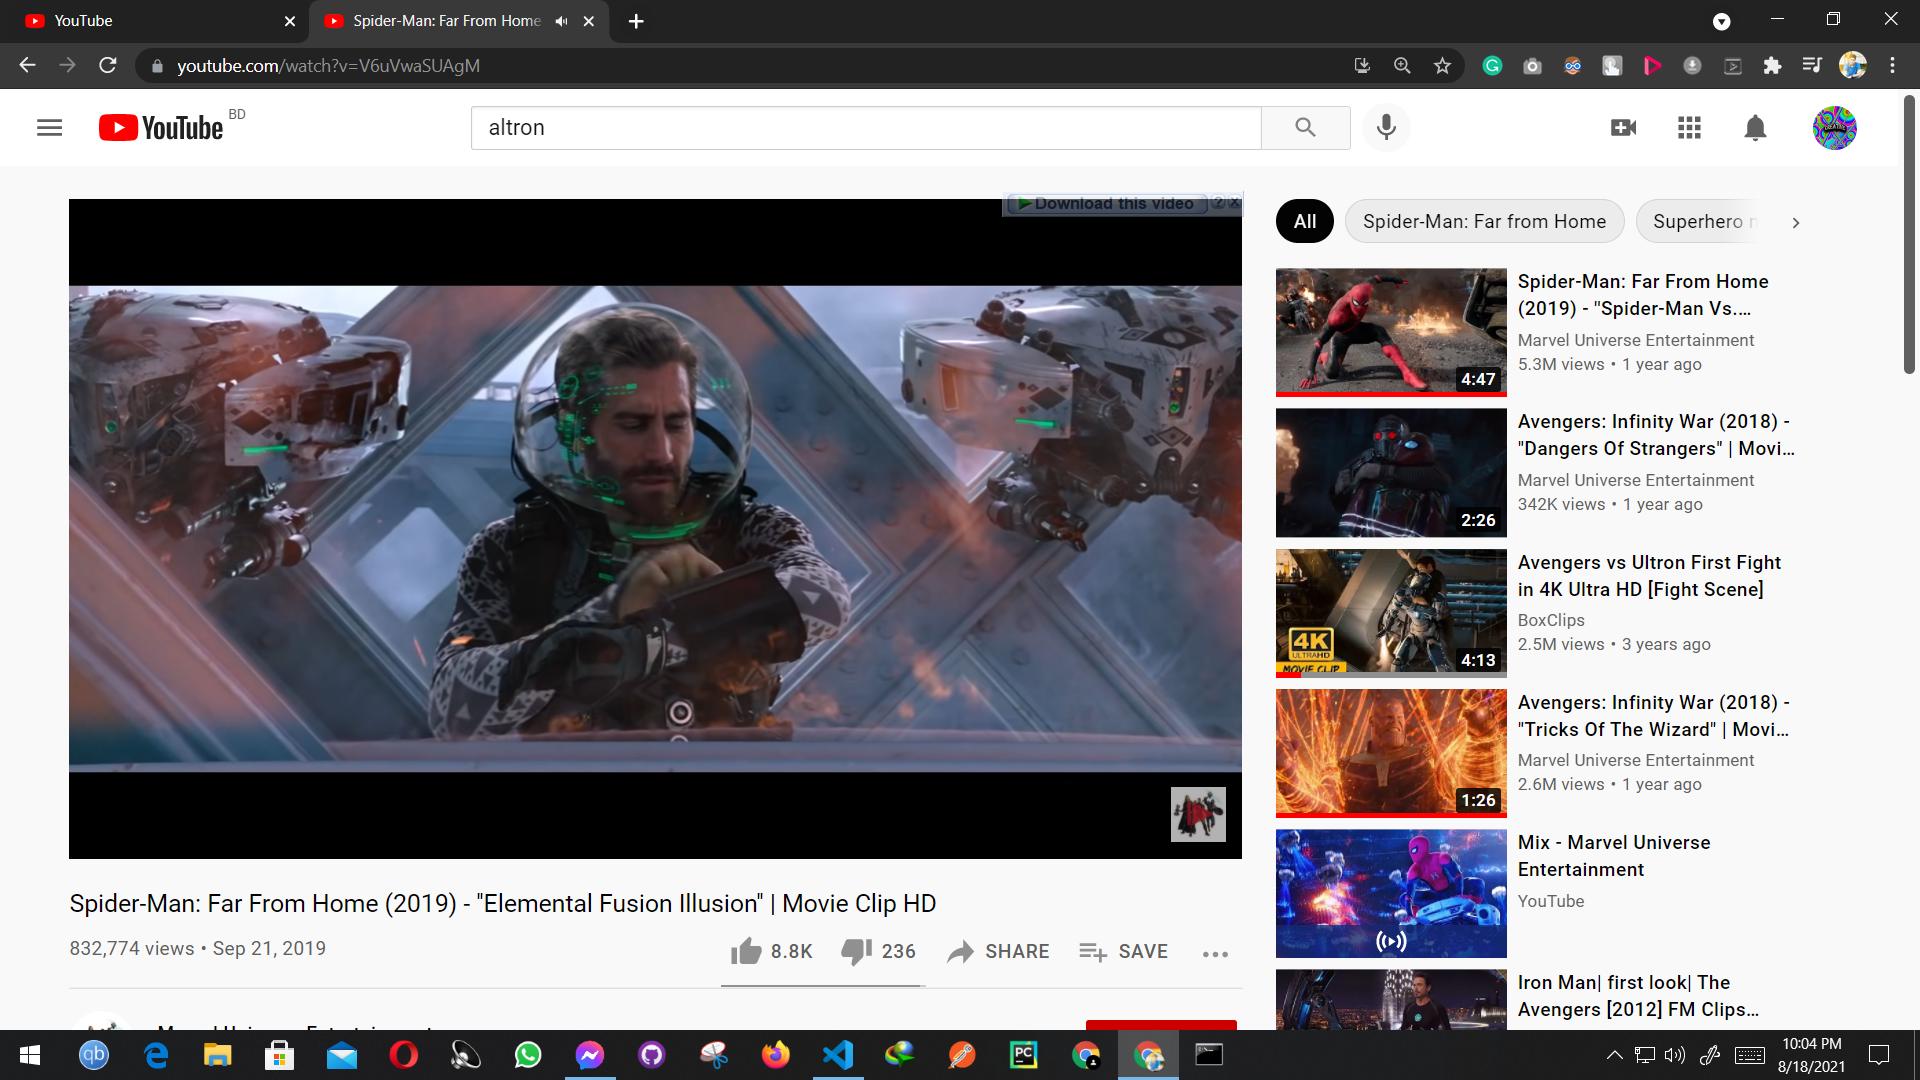 YouTube
Spider-Man: Far From Home
youtube.com/watch?v=V6uVwaSUAgM
YouTube BD
altron
Download this video ? x
All
Spider-Man: Far from Home
Superhero
Spider-Man: Far From Home
(2019) - "Spider-Man Vs....
Marvel Universe Entertainment
5.3M views • 1 year ago
4:47
Avengers: Infinity War (2018) -
"Dangers Of Strangers" | Movi...
Marvel Universe Entertainment
342K views • 1 year ago
2:26
Avengers vs Ultron First Fight
in 4K Ultra HD [Fight Scene]
BoxClips
2.5M views • 3 years ago
4K
ULTRAHD
MOVIE CLIP
4:13
Avengers: Infinity War (2018) -
"Tricks Of The Wizard" | Movi...
Marvel Universe Entertainment
2.6M views • 1 year ago
1:26
Mix - Marvel Universe
Entertainment
YouTube
Iron Man| first look| The
Avengers [2012] FM Clips...
Spider-Man: Far From Home (2019) - "Elemental Fusion Illusion" | Movie Clip HD
832,774 views • Sep 21, 2019
8.8K
236
SHARE
SAVE
qb
PC
10:04 PM
8/18/2021